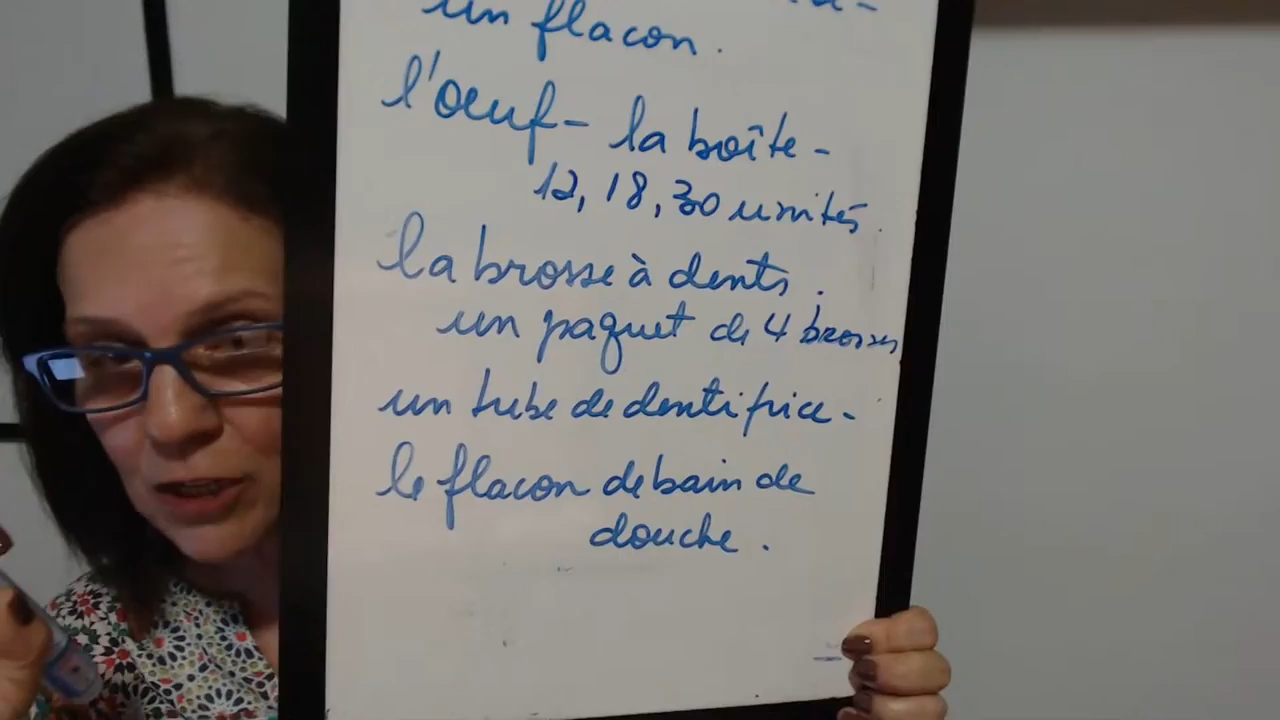 un flacon.
l'œuf - la boîte -
12, 18, 30 unités.
la brosse à dents.
un paquet de 4 brosses
un tube de dentifrice -
le flacon de bain de
douche.